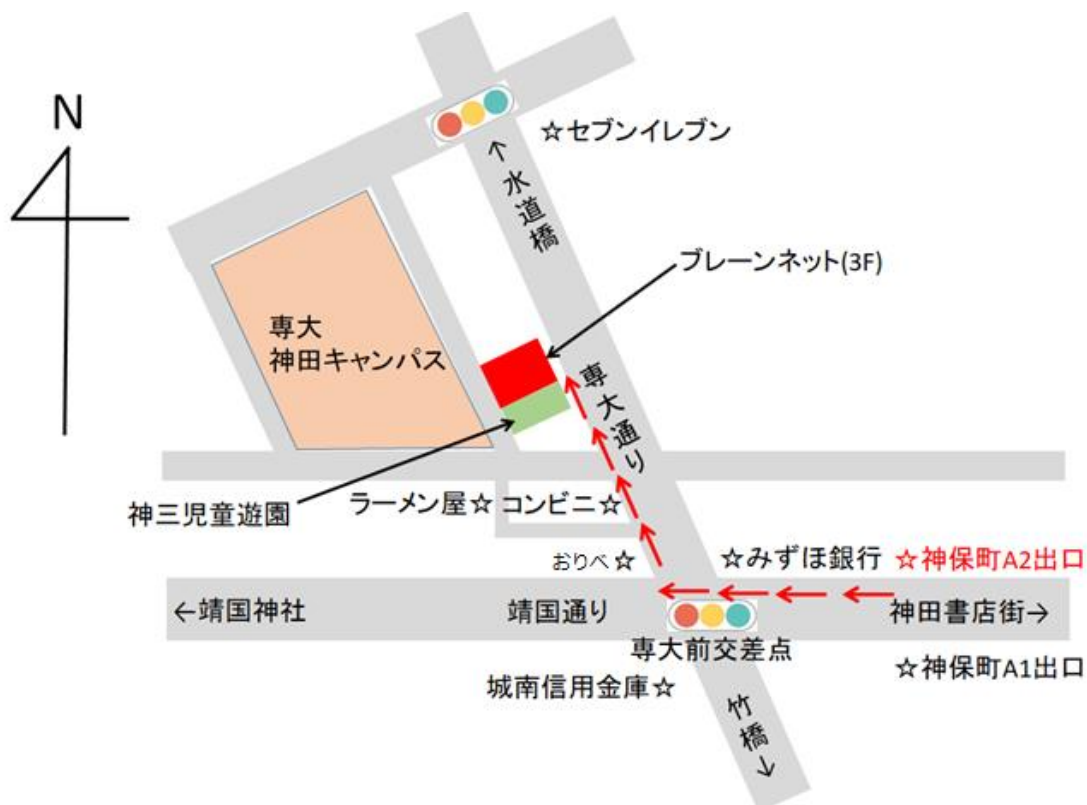 N
☆セブンイレブン
↑水道橋
ブレーンネット(3F)
専大
神田キャンパス
専大通り
神三児童遊園
ラーメン屋☆
コンビニ☆
おりべ☆
☆みずほ銀行
☆神保町A2出口
←靖国神社
靖国通り
神田書店街→
専大前交差点
☆神保町A1出口
城南信用金庫☆
竹橋↓